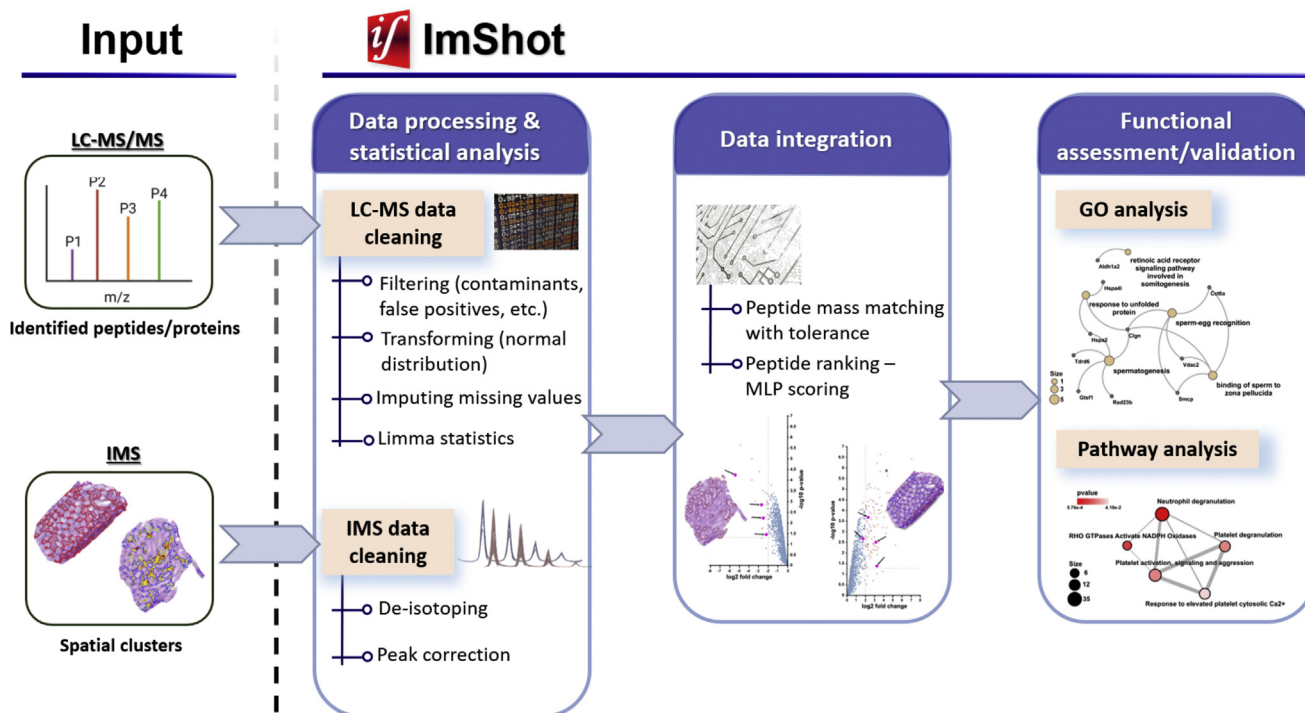 Input
if ImShot
LC-MS/MS
P1
P2
P3
P4
m/z
Identified peptides/proteins
IMS
Spatial clusters
Data processing &
statistical analysis
LC-MS data
cleaning
Filtering (contaminants,
false positives, etc.)
Transforming (normal
distribution)
Imputing missing values
Limma statistics
IMS data
cleaning
De-isotoping
Peak correction
Data integration
Peptide mass matching
with tolerance
Peptide ranking –
MLP scoring
-log10 p-value
log2 fold change
-log10 p-value
log2 fold change
Functional
assessment/validation
GO analysis
Aldh1a2
retinoic acid receptor
signaling pathway
involved in
somitogenesis
Hspa4l
response to unfolded
protein
Cct6a
sperm-egg recognition
Hspa2
Clgn
Tdrd6
spermatogenesis
Vdac2
binding of sperm to
zona pellucida
Gtsf1
Rad23b
Smcp
Size
1
3
5
Pathway analysis
pvalue
Neutrophil degranulation
RHO GTPases Activate NADPH Oxidases
Platelet degranulation
Platelet activation, signaling and aggression
Response to elevated platelet cytosolic Ca2+
Size
6
12
35